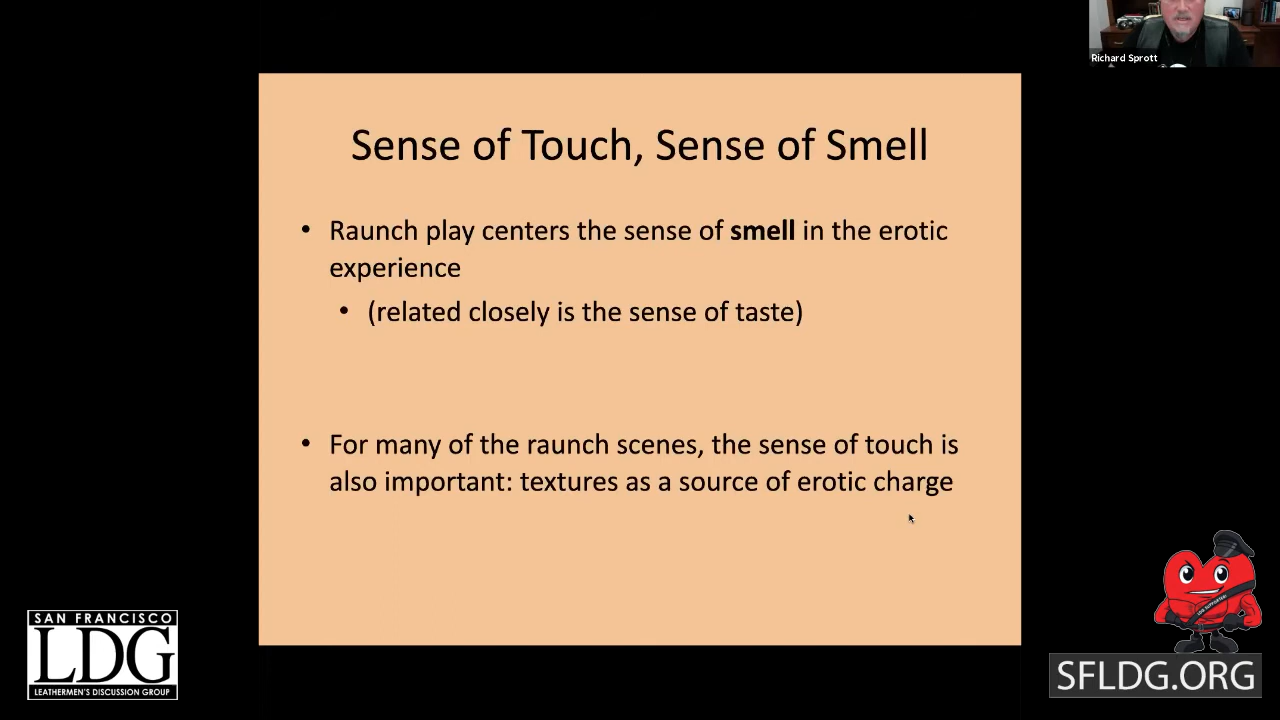 Richard Sprott
Sense of Touch, Sense of Smell
• Raunch play centers the sense of smell in the erotic
experience
• (related closely is the sense of taste)
• For many of the raunch scenes, the sense of touch is
also important: textures as a source of erotic charge
SAN FRANCISCO
LDG
LEATHERMEN'S DISCUSSION GROUP
LDG SUPPORTER!
SFLDG.ORG